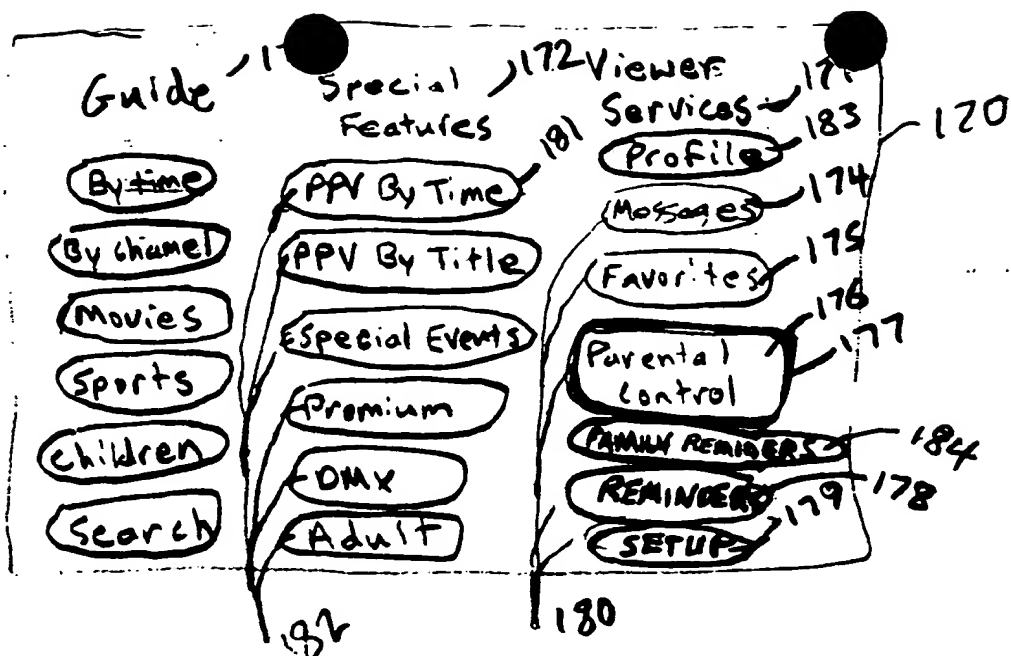 Guide
Special 172 Viewer
Features Services
181 183 120
By time PPV By Time Profile
Messages 174
By Channel PPV By Title
Favorites 175
Movies Special Events
Parental 176
Control 177
Sports Premium
Children FAMILY REMINDERS 184
DMX REMINDERS 178
Search Adult SETUP 179
182 180